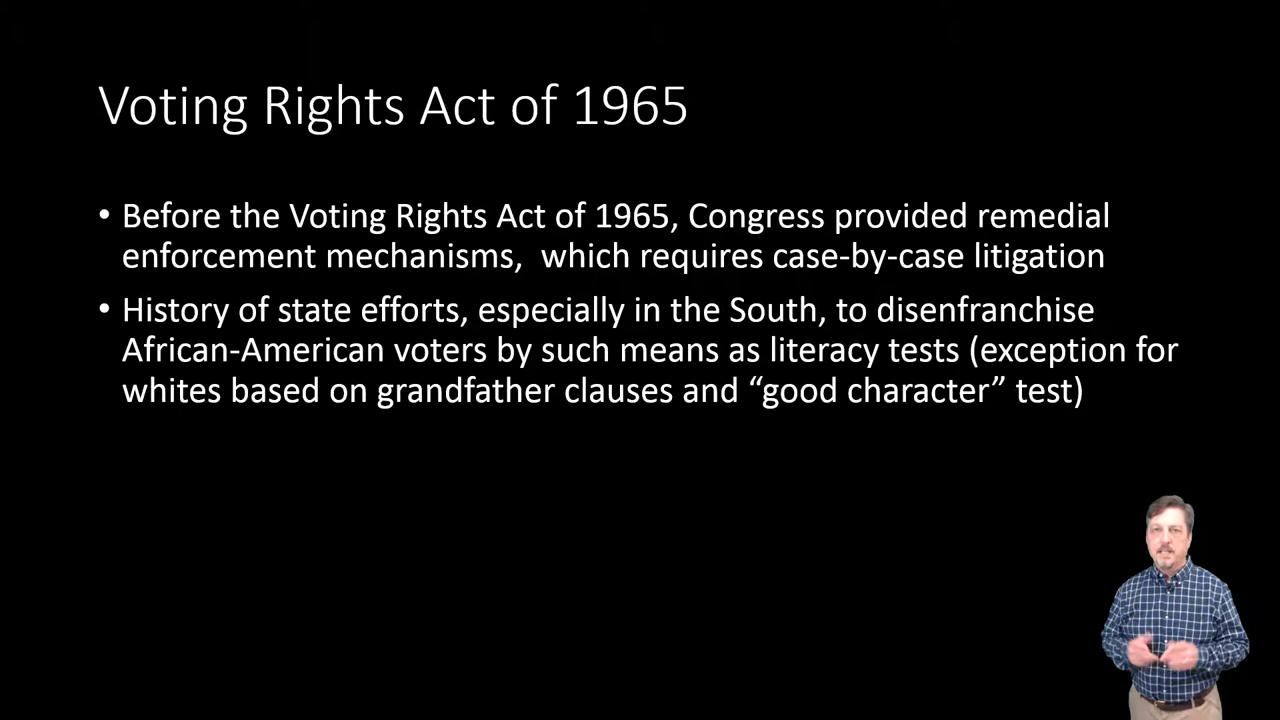 Voting Rights Act of 1965
• Before the Voting Rights Act of 1965, Congress provided remedial
enforcement mechanisms,  which requires case-by-case litigation
• History of state efforts, especially in the South, to disenfranchise
African-American voters by such means as literacy tests (exception for
whites based on grandfather clauses and “good character” test)